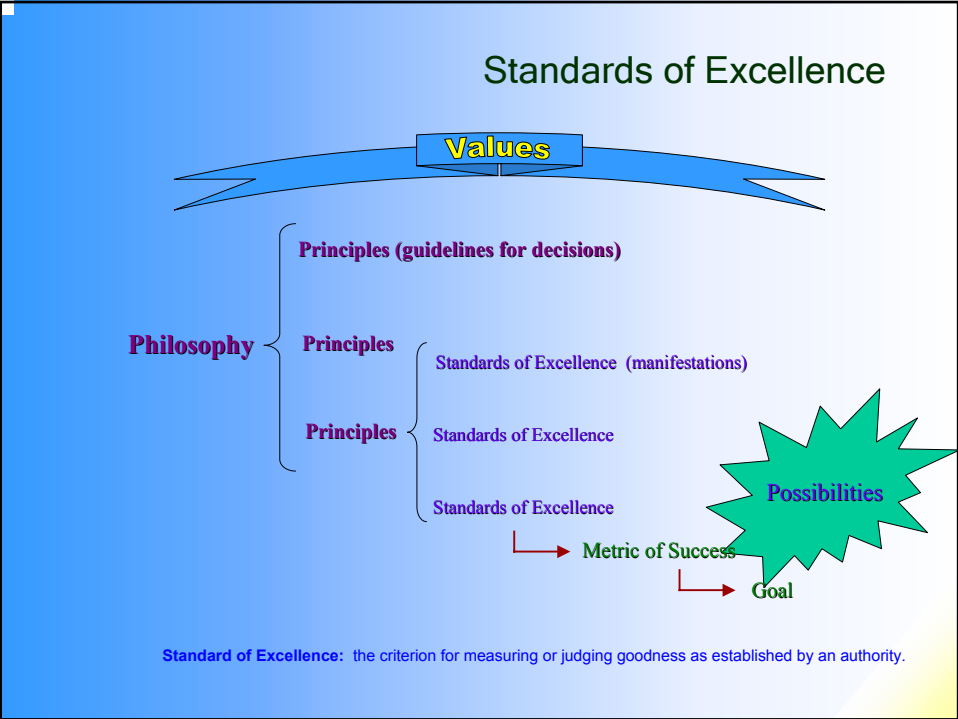 Standards of Excellence
Values
Principles (guidelines for decisions)
Philosophy
Principles
Standards of Excellence (manifestations)
Principles
Standards of Excellence
Possibilities
Standards of Excellence
Metric of Success
Goal
Standard of Excellence: the criterion for measuring or judging goodness as established by an authority.